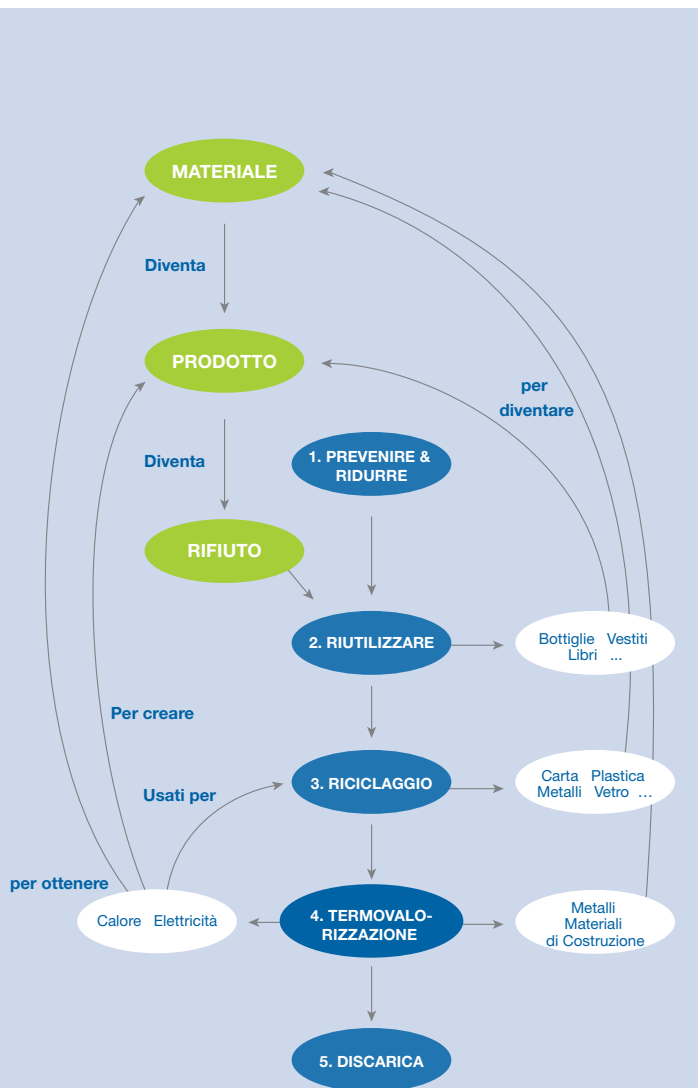 MATERIALE
Diventa
PRODOTTO
per
diventare
Diventa
1. PREVENIRE &
RIDURRE
RIFIUTO
2. RIUTILIZZARE
Bottiglie Vestiti
Libri ...
Per creare
3. RICICLAGGIO
Carta Plastica
Metalli Vetro ...
Usati per
per ottenere
Calore Elettricità
4. TERMOVALO-
RIZZAZIONE
Metalli
Materiali
di Costruzione
5. DISCARICA